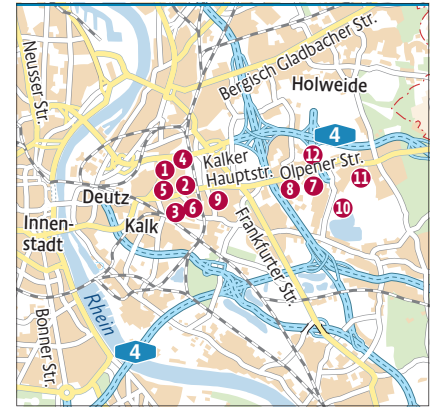 Neusser Str.
Bergisch Gladbacher Str.
Holweide
4
12
Kalker
Hauptstr.
Olpener Str.
4
1
5
2
3
6
9
8
7
11
10
Deutz
Kalk
Innen-
stadt
Frankfurter Str.
Rhein
Bonner Str.
4